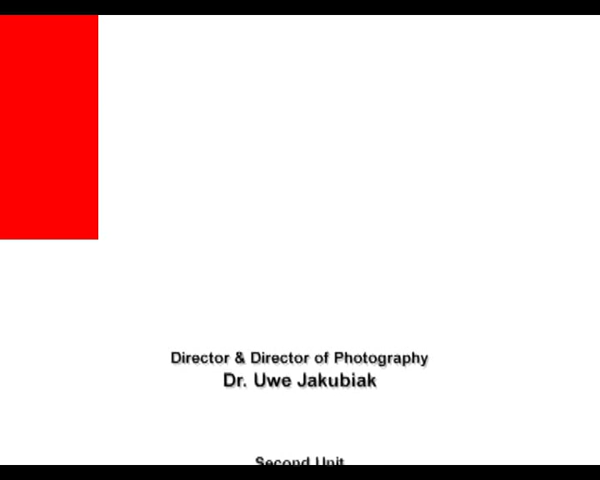 Director & Director of Photography
Dr. Uwe Jakubiak
Second Unit